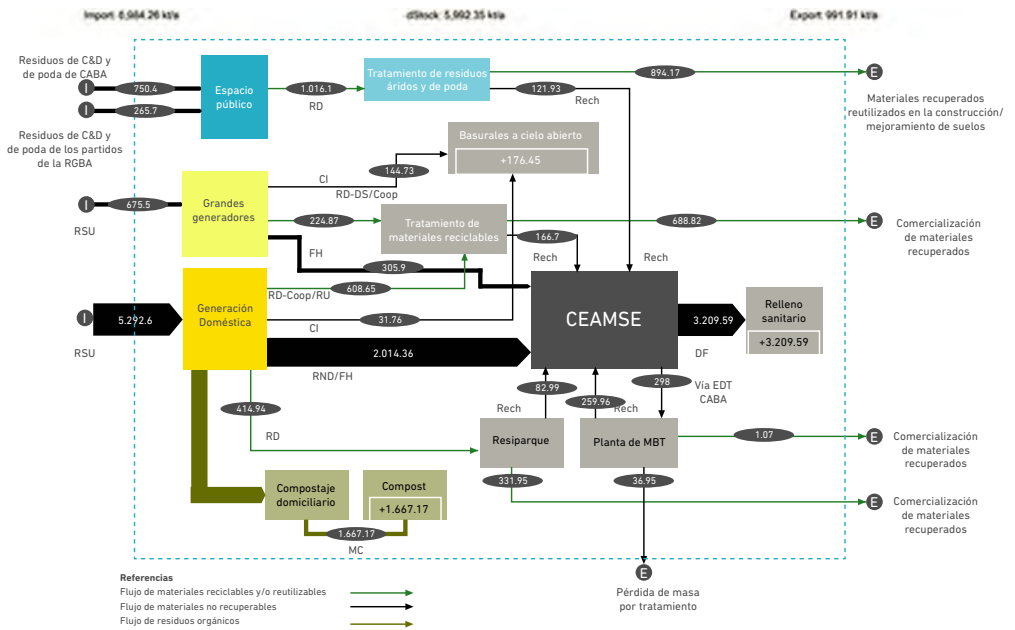 Import: 6,984.26 kt/a
dStock: 5,992.35 kt/a
Export: 991.91 kt/a
Residuos de C&D y
de poda de CABA
I
750.4
I
265.7
Residuos de C&D y
de poda de los partidos
de la RGBA
Espacio
público
1.016.1
RD
Tratamiento de residuos
áridos y de poda
894.17
E
121.93
Rech
Materiales recuperados
reutilizados en la construcción/
mejoramiento de suelos
Basurales a cielo abierto
+176.45
144.73
CI
RD-DS/Coop
I
675.5
RSU
Grandes
generadores
224.87
Tratamiento de
materiales reciclables
688.82
E
Comercialización
de materiales
recuperados
166.7
Rech
Rech
FH
305.9
608.65
RD-Coop/RU
I
5.292.6
RSU
Generación
Doméstica
CI
31.76
2.014.36
RND/FH
CEAMSE
3.209.59
DF
Relleno
sanitario
+3.209.59
82.99
259.96
298
Vía EDT
CABA
414.94
RD
Rech
Rech
Resiparque
Planta de MBT
1.07
E
Comercialización
de materiales
recuperados
331.95
36.95
E
Comercialización
de materiales
recuperados
Compostaje
domiciliario
Compost
+1.667.17
1.667.17
MC
E
Pérdida de masa
por tratamiento
Referencias
Flujo de materiales reciclables y/o reutilizables
Flujo de materiales no recuperables
Flujo de residuos orgánicos